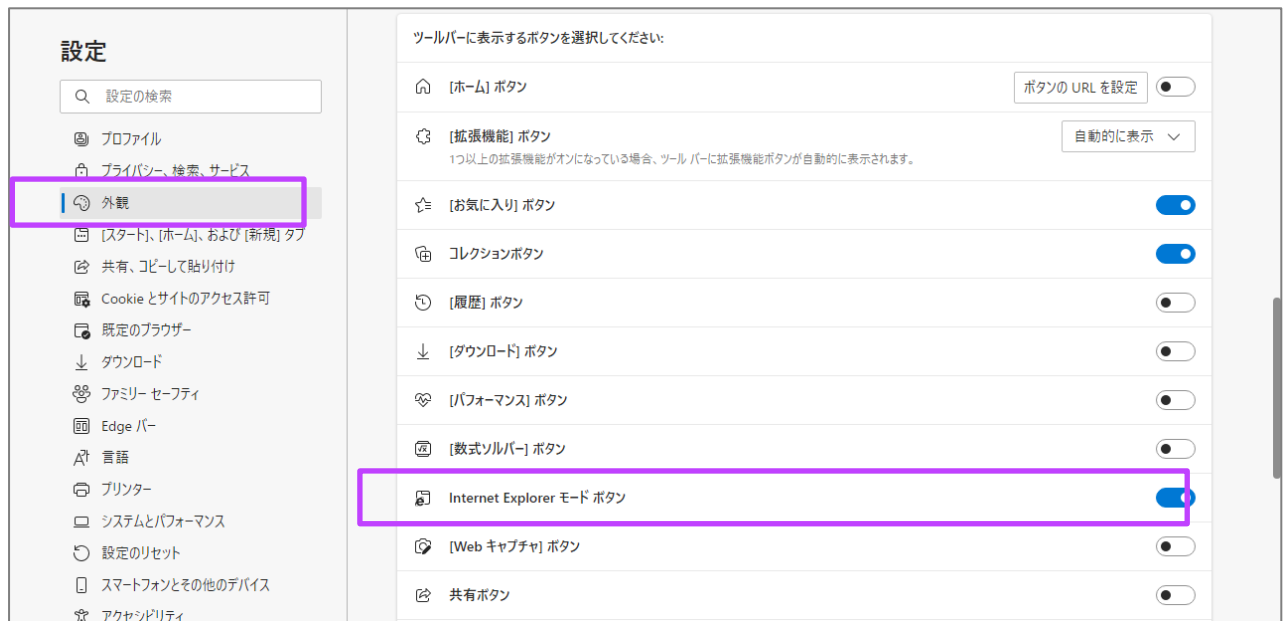 設定
設定の検索
プロファイル
プライバシー、検索、サービス
外観
[スタート]、[ホーム]、および [新規] タブ
共有、コピーして貼り付け
Cookie とサイトのアクセス許可
既定のブラウザー
ダウンロード
ファミリー セーフティ
Edge バー
言語
プリンター
システムとパフォーマンス
設定のリセット
スマートフォンとその他のデバイス
アクセシビリティ
ツールバーに表示するボタンを選択してください:
[ホーム] ボタン
ボタンの URL を設定
[拡張機能] ボタン
自動的に表示
1つ以上の拡張機能がオンになっている場合、ツール バーに拡張機能ボタンが自動的に表示されます。
[お気に入り] ボタン
コレクションボタン
[履歴] ボタン
[ダウンロード] ボタン
[パフォーマンス] ボタン
[数式ソルバー] ボタン
Internet Explorer モード ボタン
[Web キャプチャ] ボタン
共有ボタン